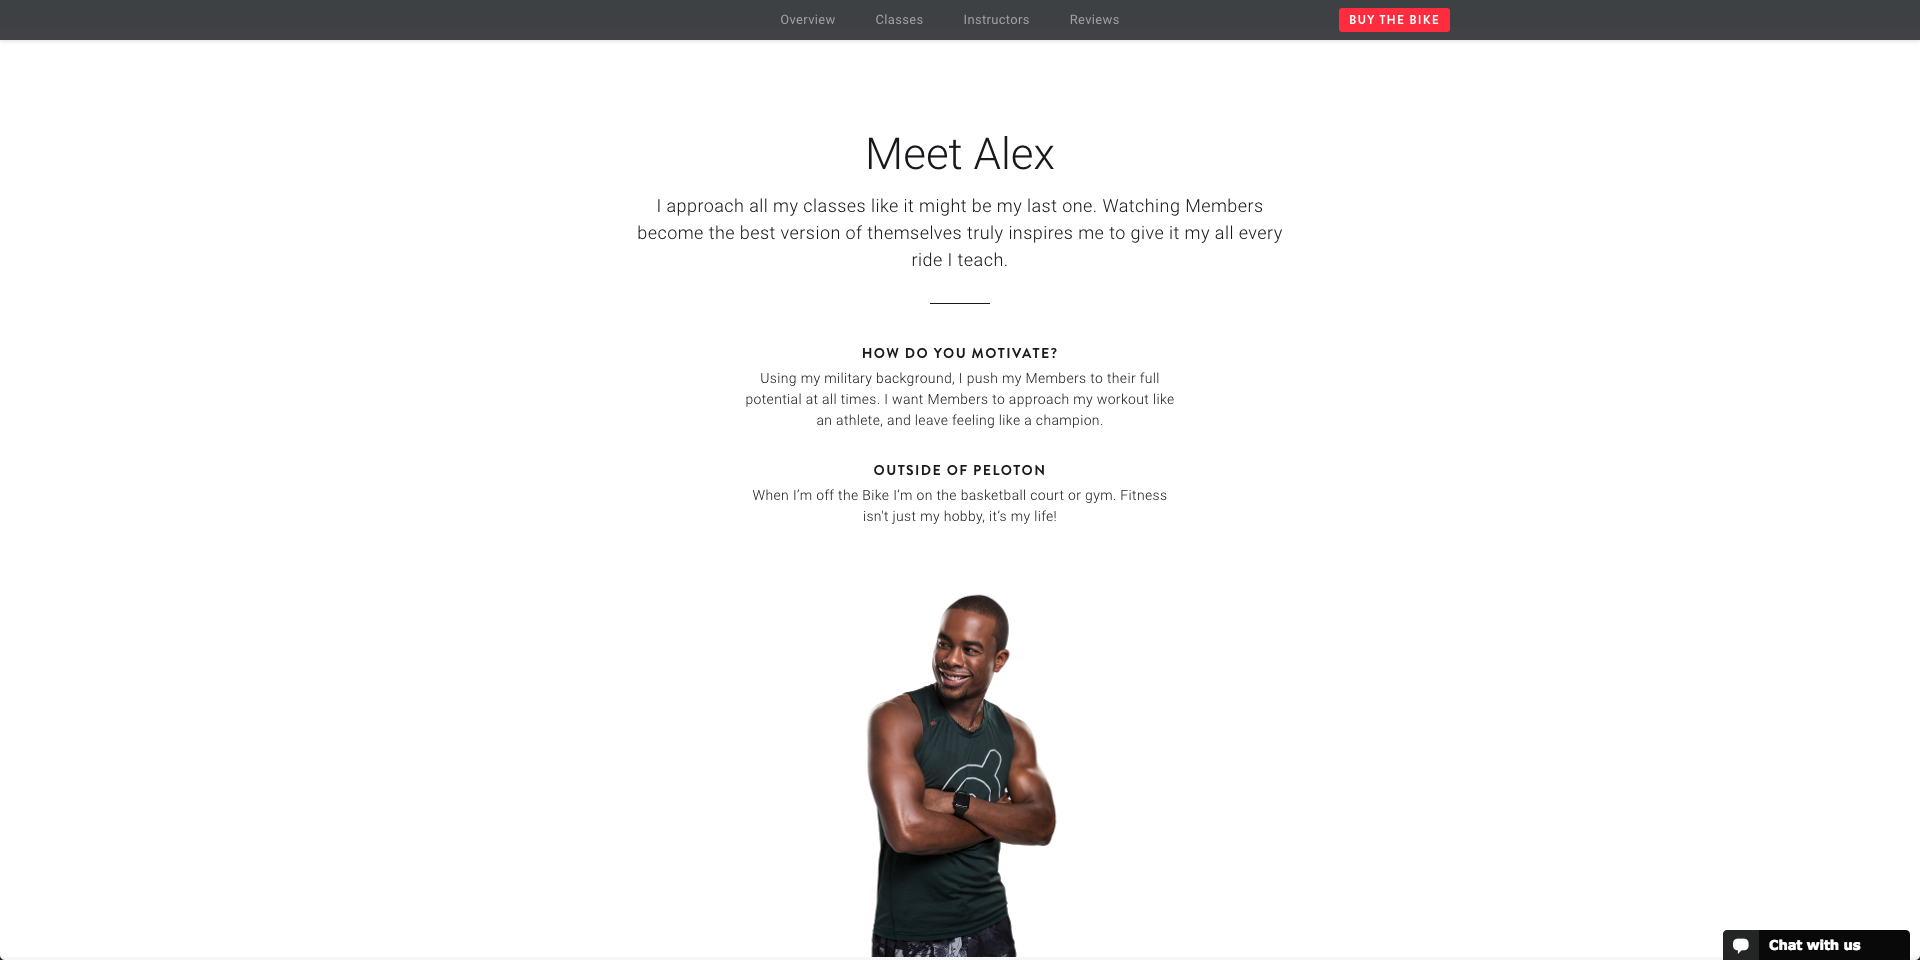 Overview Classes Instructors Reviews BUY THE BIKE
Meet Alex
I approach all my classes like it might be my last one. Watching Members
become the best version of themselves truly inspires me to give it my all every
ride I teach.
HOW DO YOU MOTIVATE?
Using my military background, I push my Members to their full
potential at all times. I want Members to approach my workout like
an athlete, and leave feeling like a champion.
OUTSIDE OF PELOTON
When I’m off the Bike I’m on the basketball court or gym. Fitness
isn't just my hobby, it’s my life!
Chat with us